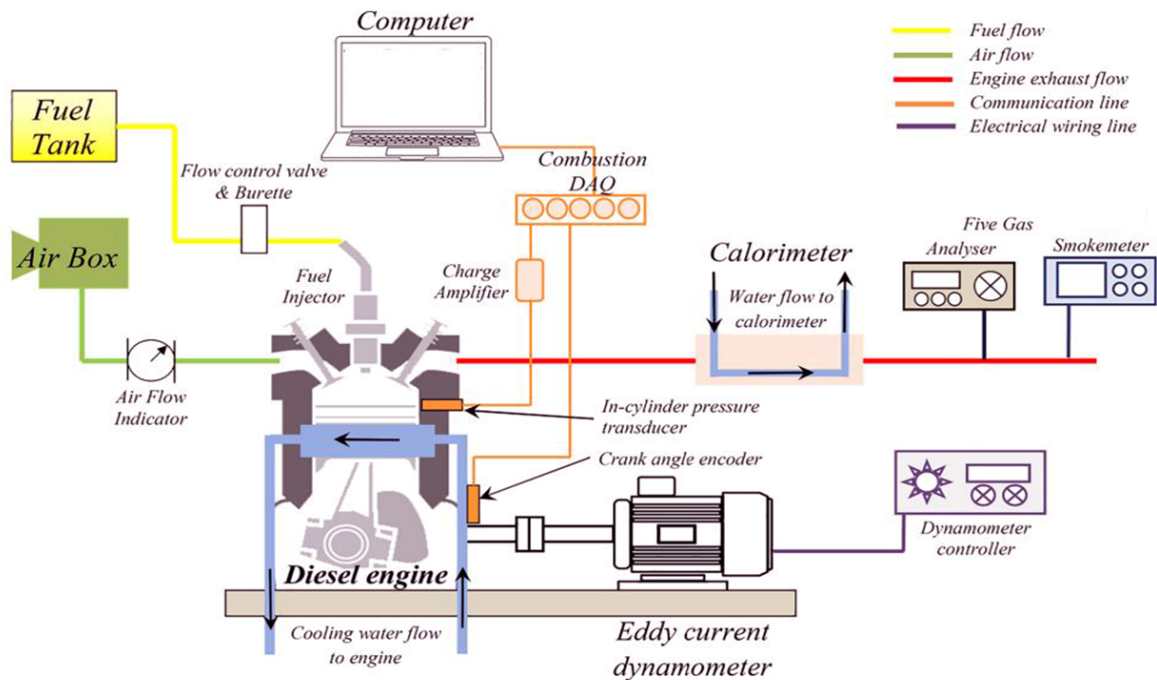 Computer
Fuel flow
Air flow
Engine exhaust flow
Communication line
Electrical wiring line
Fuel
Tank
Flow control valve
& Burette
Combustion
DAQ
Air Box
Fuel
Injector
Charge
Amplifier
Calorimeter
Water flow to
calorimeter
Five Gas
Analyser
Smokemeter
Air Flow
Indicator
In-cylinder pressure
transducer
Crank angle encoder
Dynamometer
controller
Diesel engine
Cooling water flow
to engine
Eddy current
dynamometer